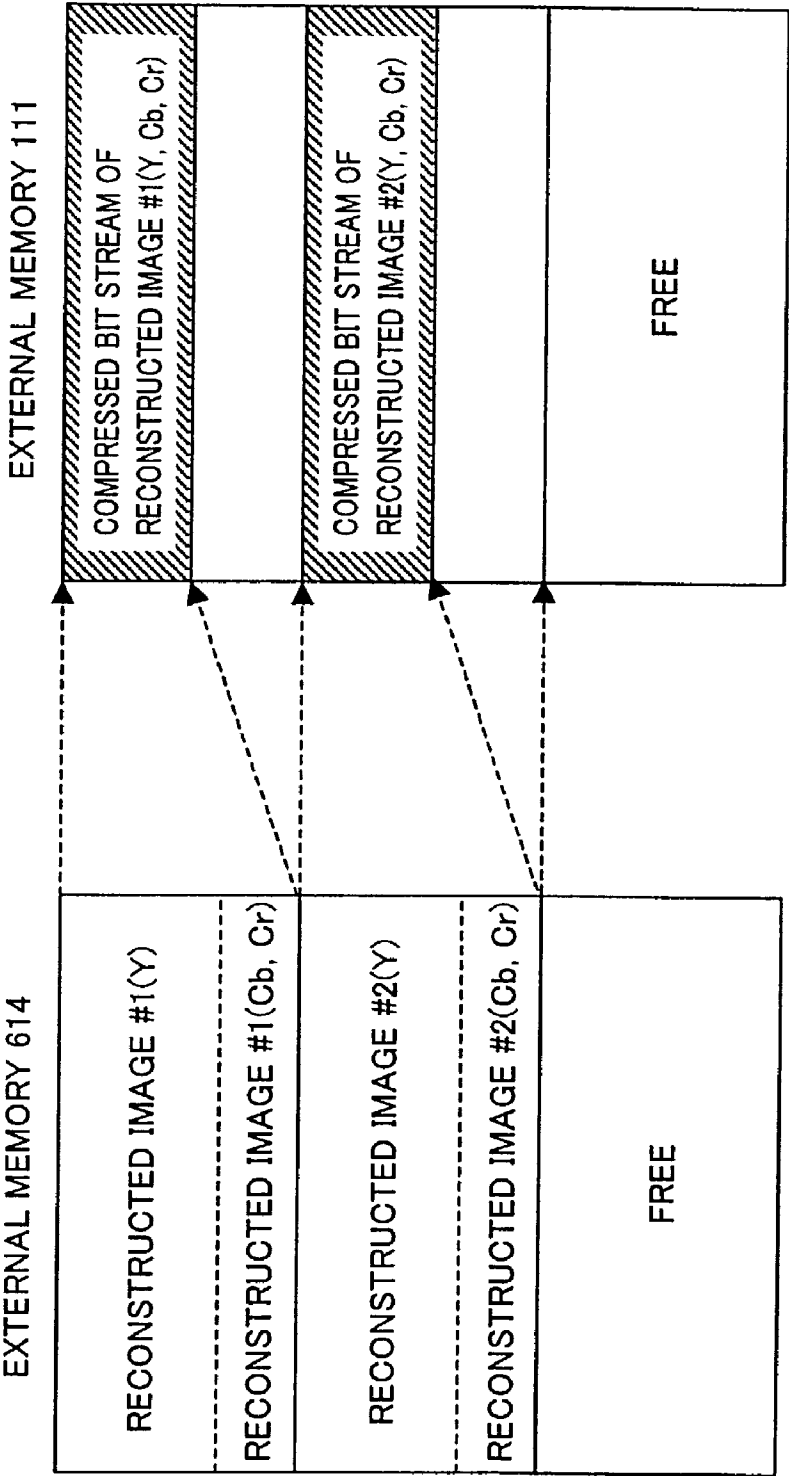 EXTERNAL MEMORY 614
RECONSTRUCTED IMAGE #1(Y)
RECONSTRUCTED IMAGE #1(Cb, Cr)
RECONSTRUCTED IMAGE #2(Y)
RECONSTRUCTED IMAGE #2(Cb, Cr)
FREE
EXTERNAL MEMORY 111
COMPRESSED BIT STREAM OF
RECONSTRUCTED IMAGE #1(Y, Cb, Cr)
COMPRESSED BIT STREAM OF
RECONSTRUCTED IMAGE #2(Y, Cb, Cr)
FREE